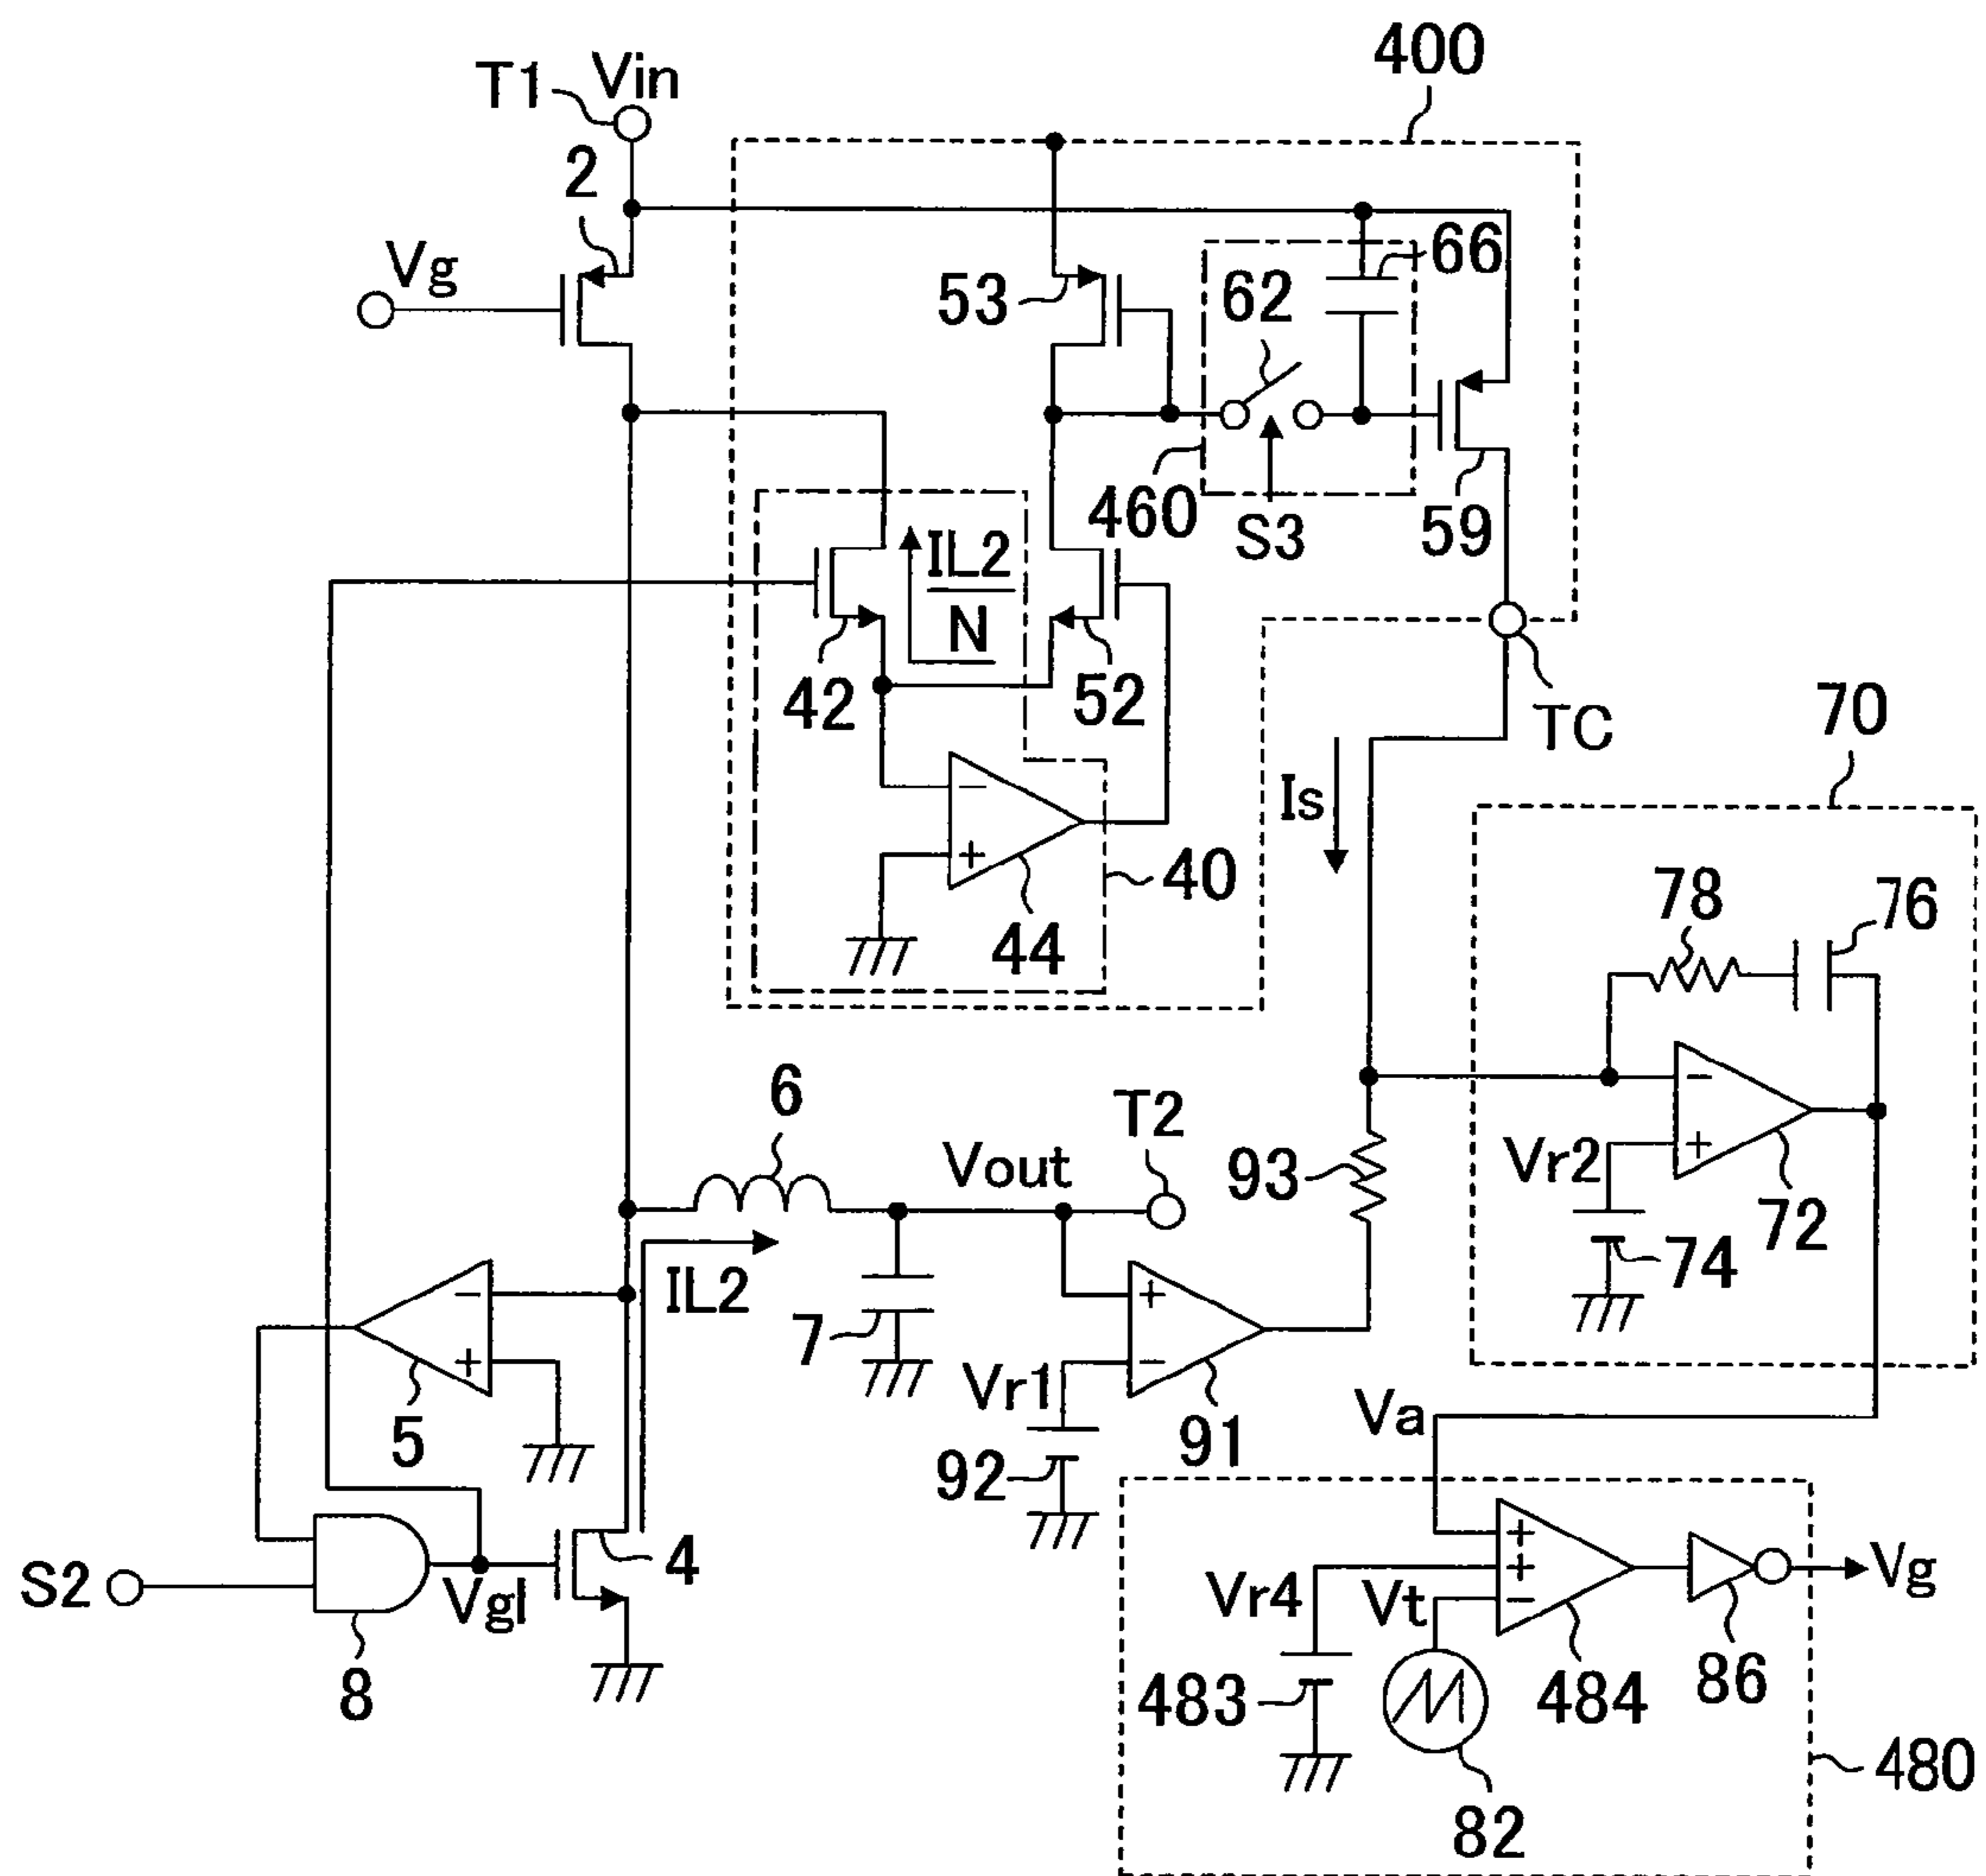 400
T1
Vin
2
Vg
53
62
66
460
S3
59
IL2
N
42
52
TC
70
Is
40
44
78
76
6
Vout
T2
93
Vr2
72
74
IL2
7
5
Vr1
92
91
Va
S2
Vgl
4
8
Vr4
Vt
Vg
483
484
86
82
480
-
+
-
+
-
+
+
-
+
+
-